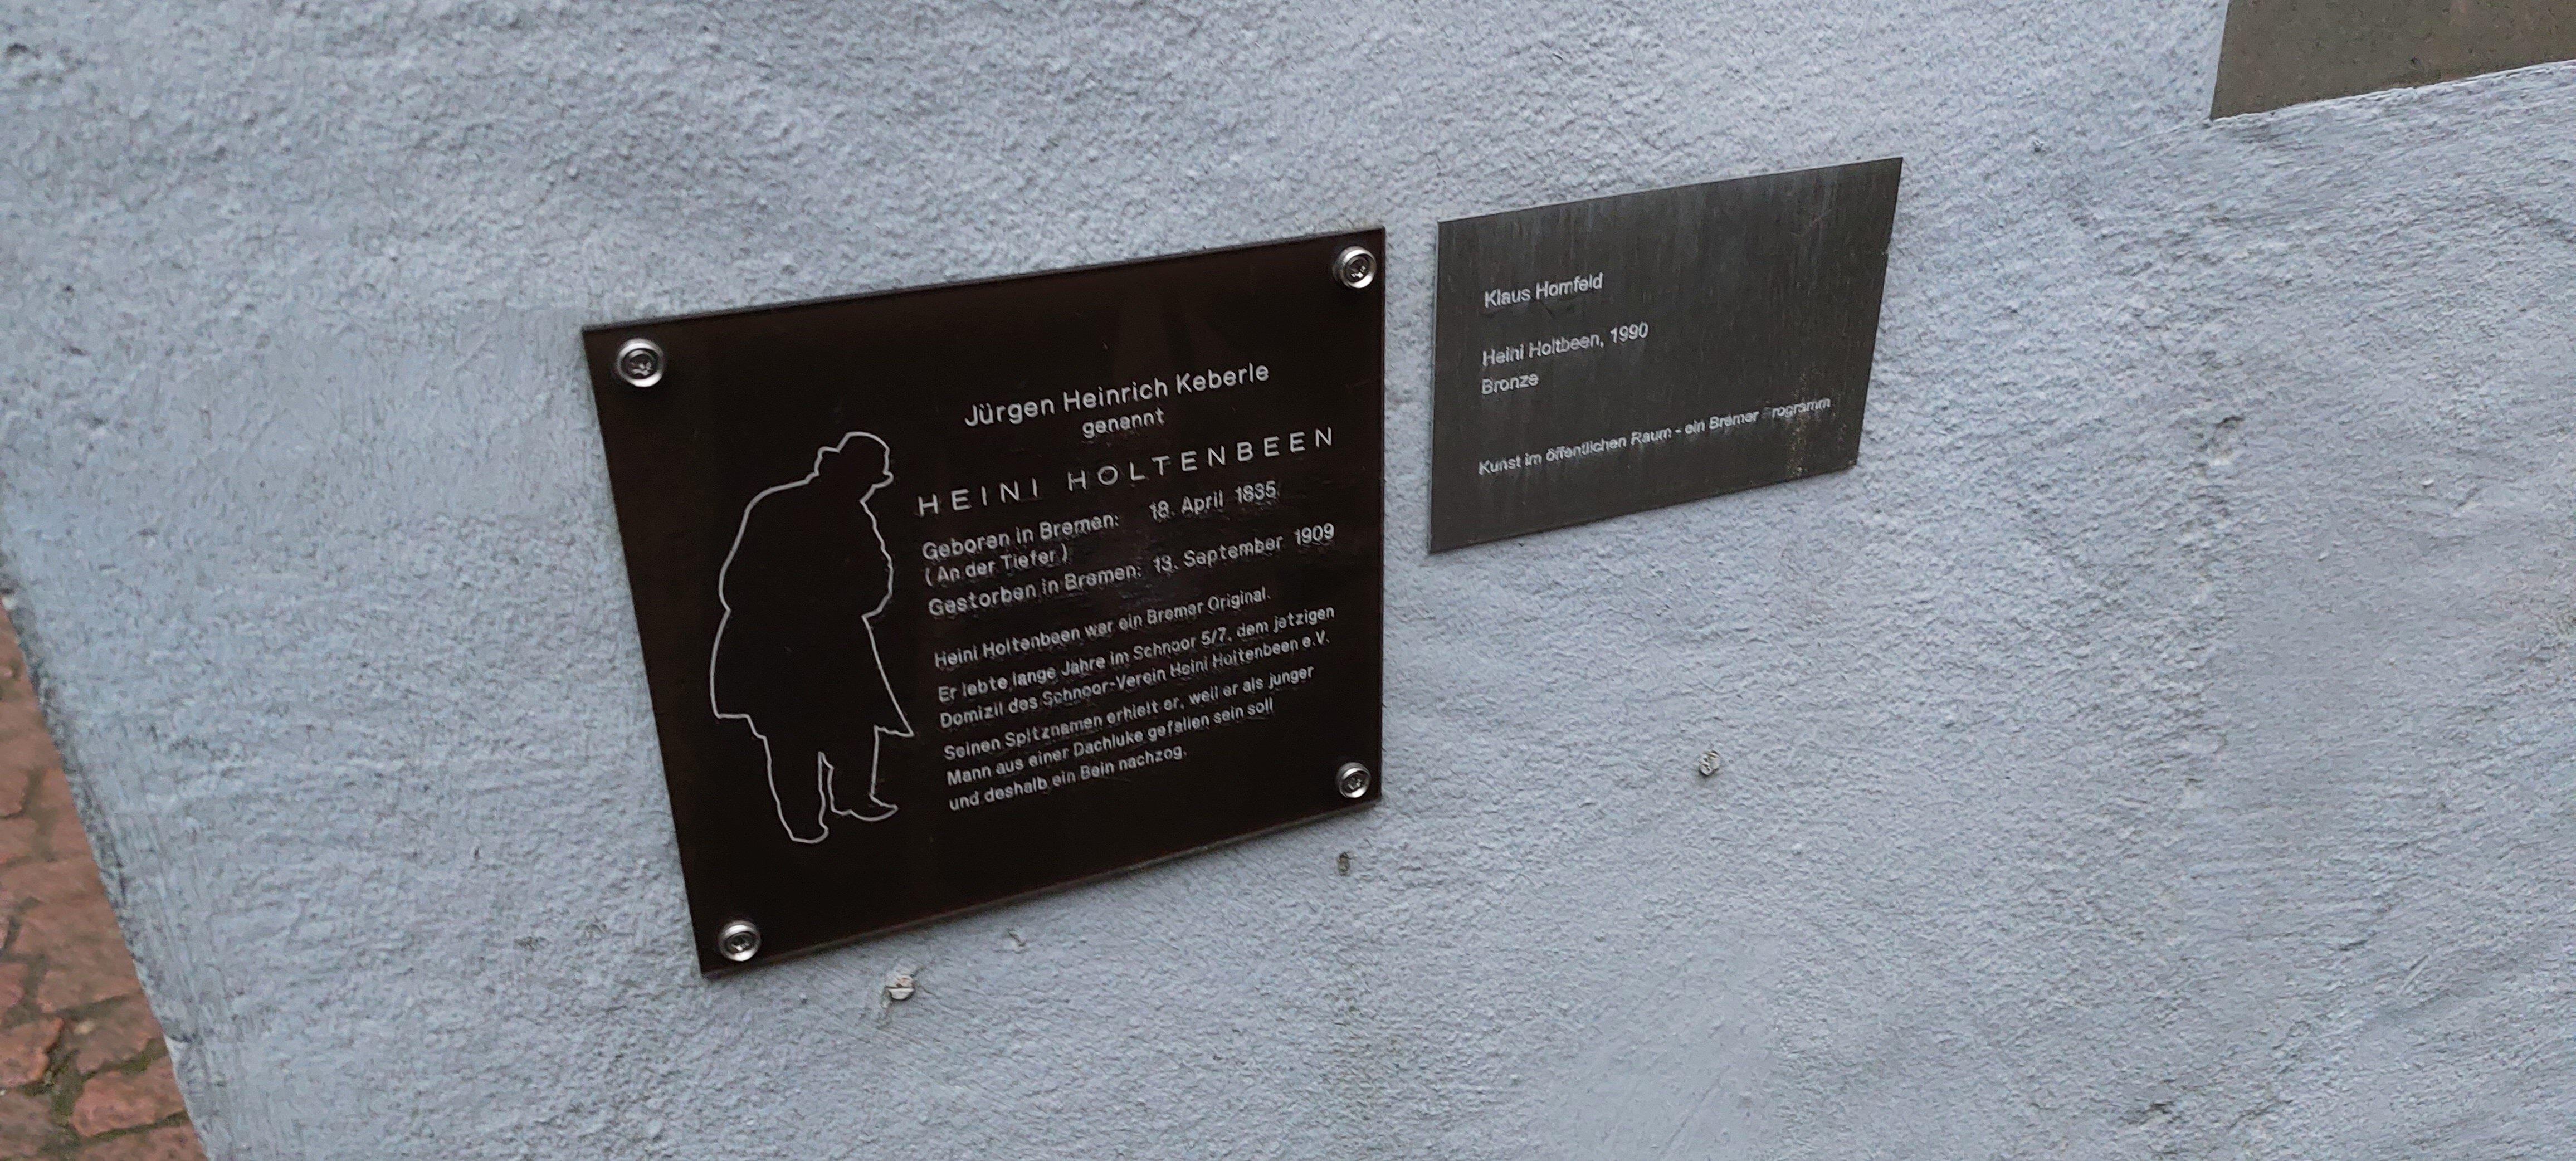 Jürgen Heinrich Keberle
genannt
HEINI HOLTENBEEN
Geboren in Bremen: 18. April 1835
(An der Tiefer)
Gestorben in Bremen: 13. September 1909
Heini Holtenbeen war ein Bremer Original.
Er lebte lange Jahre im Schnoor 5/7, dem jetzigen
Domizil des Schnoor-Verein Heini Holtenbeen e.V.
Seinen Spitznamen erhielt er, weil er als junger
Mann aus einer Dachluke gefallen sein soll
und deshalb ein Bein nachzog.
Klaus Homfeld
Heini Holtbeen, 1990
Bronze
Kunst im öffentlichen Raum - ein Bremer Programm